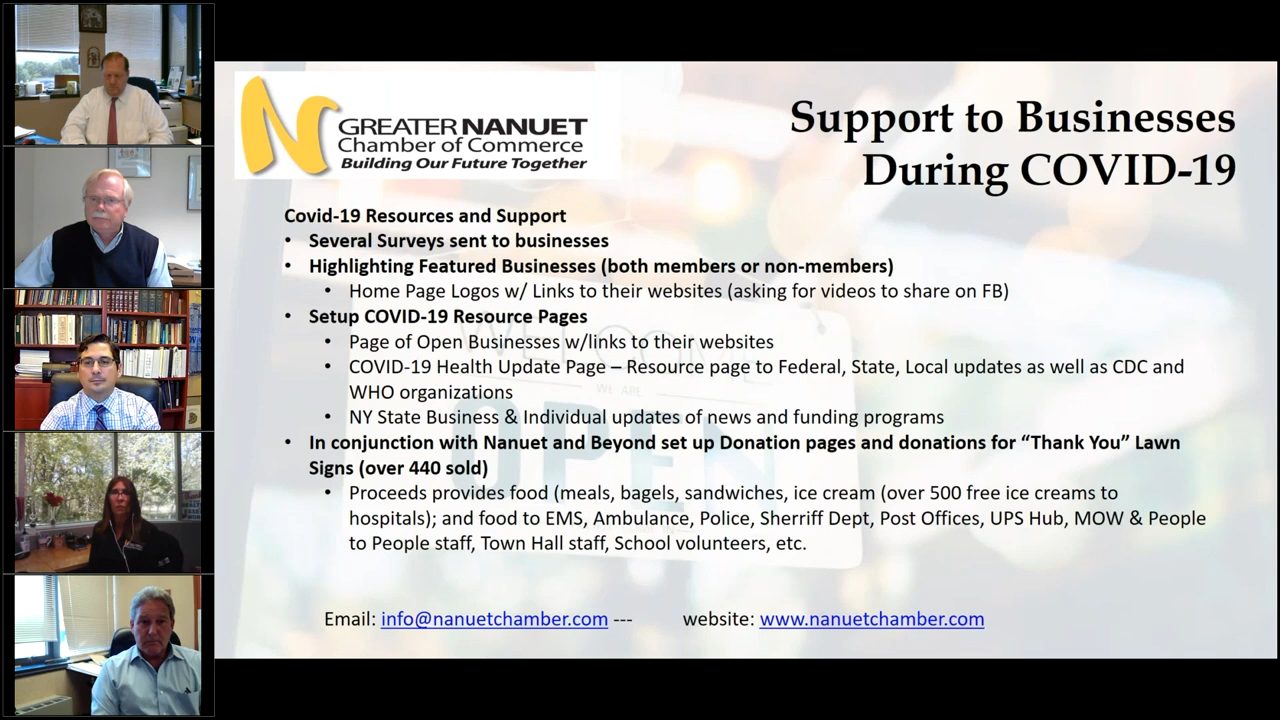 GREATER NANUET
Chamber of Commerce
Building Our Future Together
Support to Businesses
During COVID-19
Covid-19 Resources and Support
• Several Surveys sent to businesses
• Highlighting Featured Businesses (both members or non-members)
• Home Page Logos w/ Links to their websites (asking for videos to share on FB)
• Setup COVID-19 Resource Pages
• Page of Open Businesses w/links to their websites
• COVID-19 Health Update Page – Resource page to Federal, State, Local updates as well as CDC and
WHO organizations
• NY State Business & Individual updates of news and funding programs
• In conjunction with Nanuet and Beyond set up Donation pages and donations for “Thank You” Lawn
Signs (over 440 sold)
• Proceeds provides food (meals, bagels, sandwiches, ice cream (over 500 free ice creams to
hospitals); and food to EMS, Ambulance, Police, Sherriff Dept, Post Offices, UPS Hub, MOW & People
to People staff, Town Hall staff, School volunteers, etc.
Email: info@nanuetchamber.com --- website: www.nanuetchamber.com
WELCOME
WE ARE
OPEN